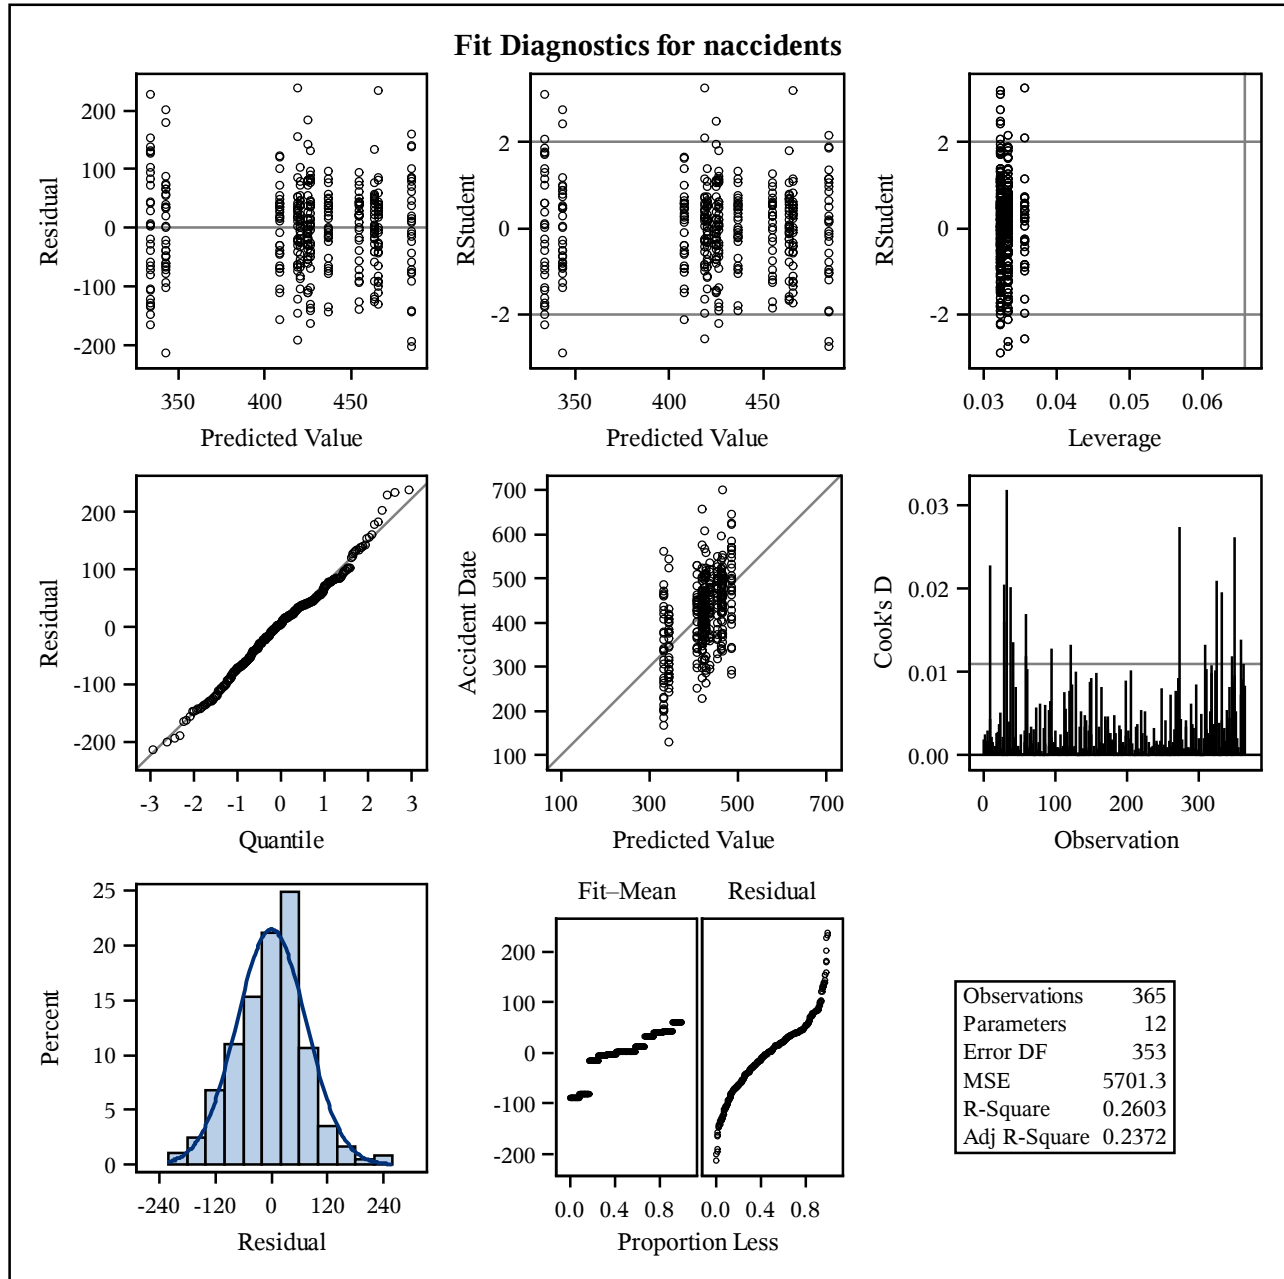 Fit Diagnostics for naccidents
200
100
0
-100
-200
Residual
350 400 450
Predicted Value
2
0
-2
RStudent
350 400 450
Predicted Value
2
0
-2
RStudent
0.03 0.04 0.05 0.06
Leverage
200
100
0
-100
-200
Residual
-3 -2 -1 0 1 2 3
Quantile
700
600
500
400
300
200
100
Accident Date
100 300 500 700
Predicted Value
0.03
0.02
0.01
0.00
Cook's D
0 100 200 300
Observation
25
20
15
10
5
0
Percent
-240 -120 0 120 240
Residual
Fit–Mean Residual
200
100
0
-100
-200
0.0 0.4 0.8 0.0 0.4 0.8
Proportion Less
Observations 365
Parameters 12
Error DF 353
MSE 5701.3
R-Square 0.2603
Adj R-Square 0.2372